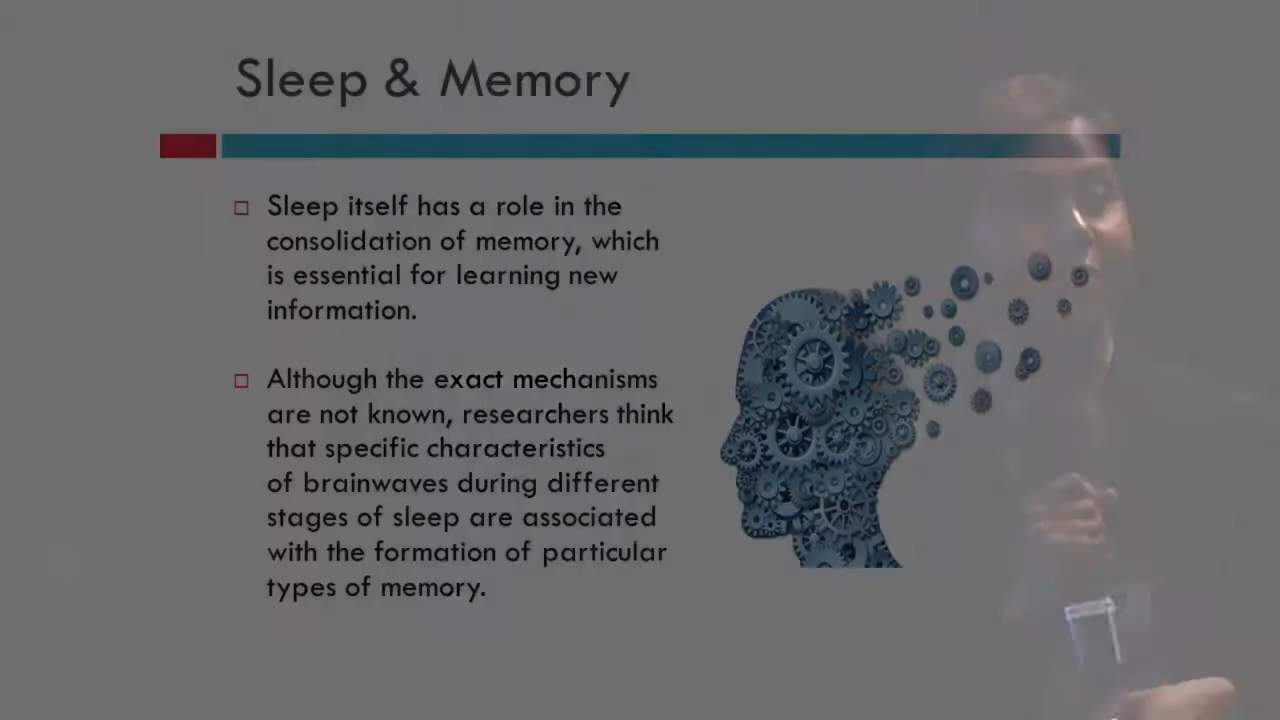 Sleep & Memory
Sleep itself has a role in the
consolidation of memory, which
is essential for learning new
information.
Although the exact mechanisms
are not known, researchers think
that specific characteristics
of brainwaves during different
stages of sleep are associated
with the formation of particular
types of memory.